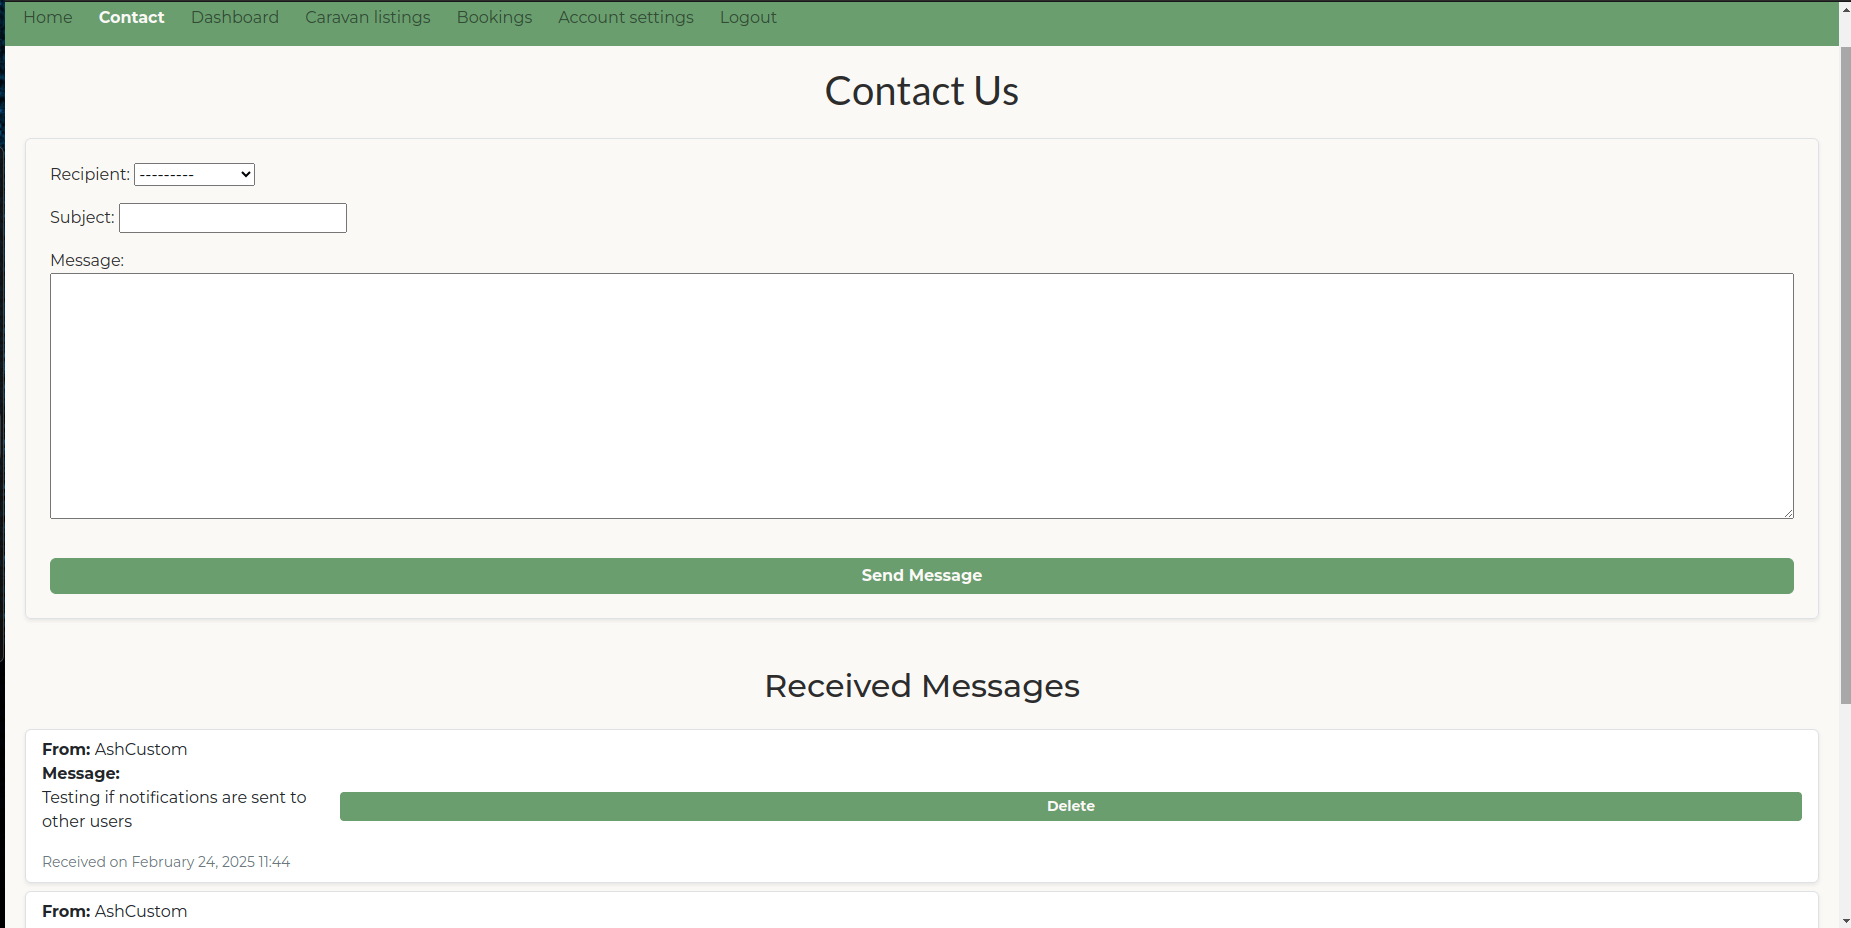 Home Contact Dashboard Caravan listings Bookings Account settings Logout
Contact Us
Recipient: ---------
Subject:
Message:
Send Message
Received Messages
From: AshCustom
Message:
Testing if notifications are sent to
other users
Delete
Received on February 24, 2025 11:44
From: AshCustom